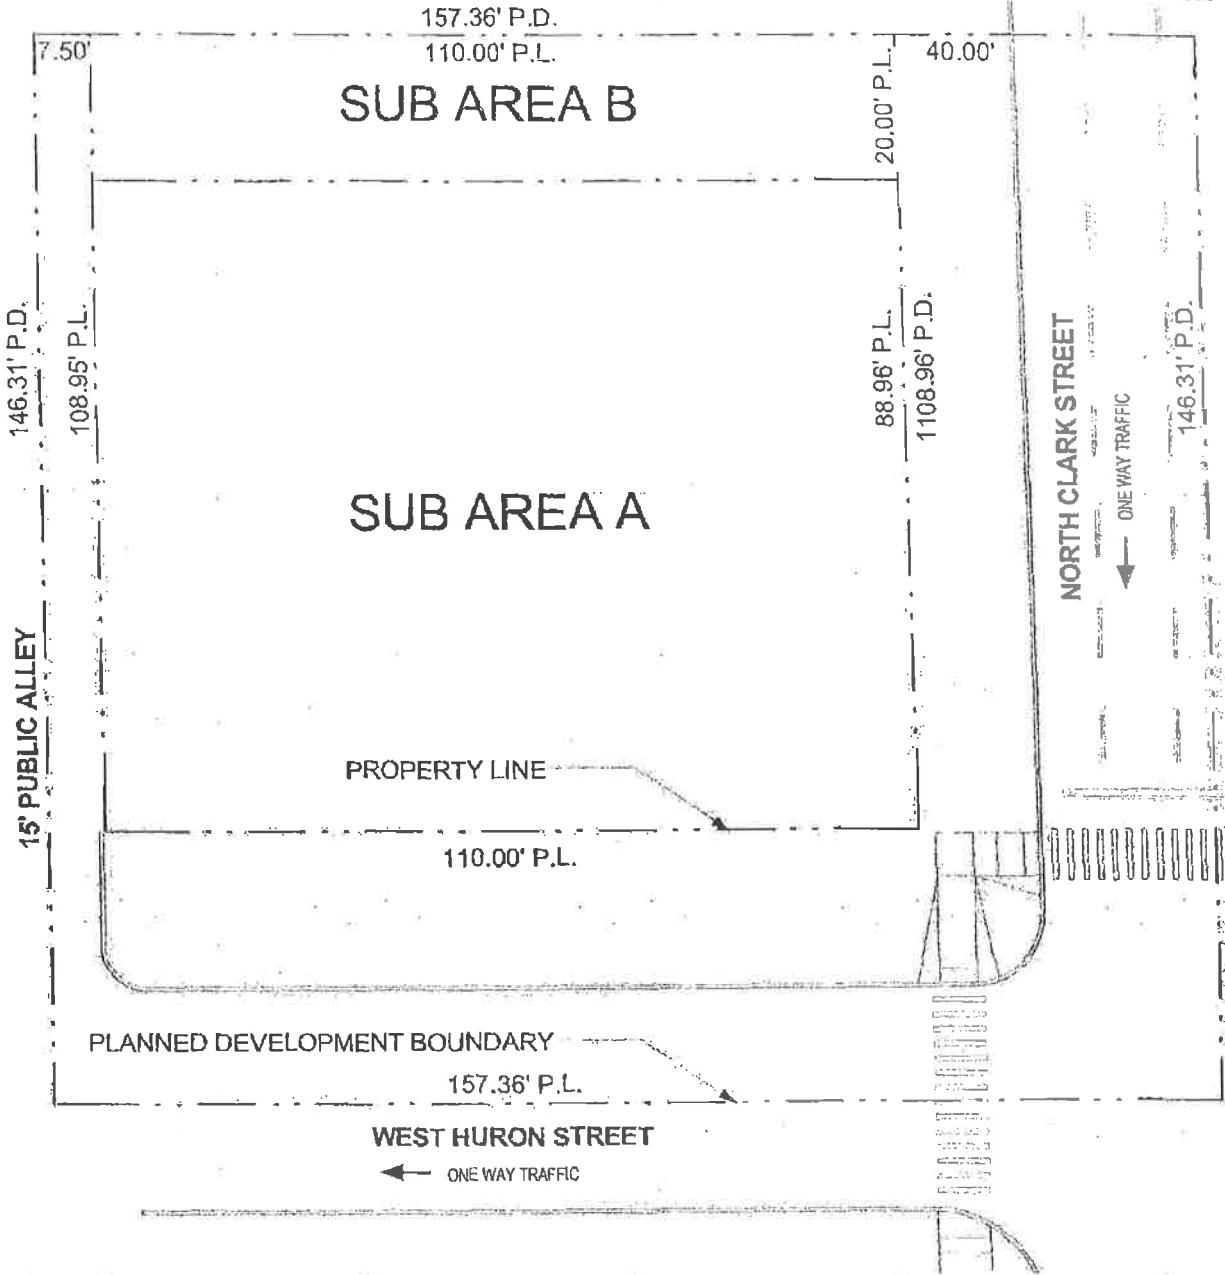 157.36' P.D.
7.50'
110.00' P.L.
40.00'
SUB AREA B
20.00' P.L.
146.31' P.D.
108.95' P.L.
88.96' P.L.
1108.96' P.D.
NORTH CLARK STREET
ONE WAY TRAFFIC
146.31' P.D.
SUB AREA A
15' PUBLIC ALLEY
PROPERTY LINE
110.00' P.L.
PLANNED DEVELOPMENT BOUNDARY
157.36' P.L.
WEST HURON STREET
ONE WAY TRAFFIC